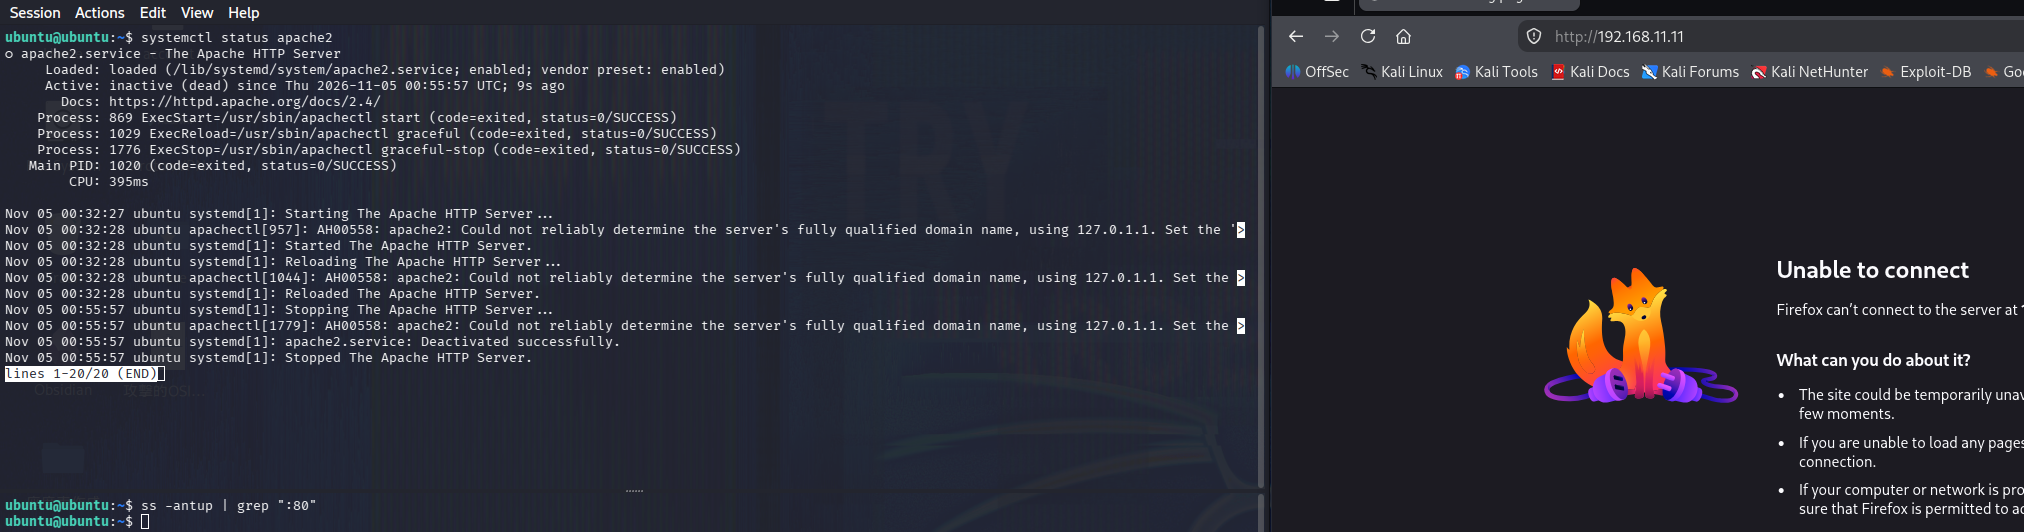 Session Actions Edit View Help
ubuntu@ubuntu:~$ systemctl status apache2
○ apache2.service - The Apache HTTP Server
     Loaded: loaded (/lib/systemd/system/apache2.service; enabled; vendor preset: enabled)
     Active: inactive (dead) since Thu 2026-11-05 00:55:57 UTC; 9s ago
       Docs: https://httpd.apache.org/docs/2.4/
    Process: 869 ExecStart=/usr/sbin/apachectl start (code=exited, status=0/SUCCESS)
    Process: 1029 ExecReload=/usr/sbin/apachectl graceful (code=exited, status=0/SUCCESS)
    Process: 1776 ExecStop=/usr/sbin/apachectl graceful-stop (code=exited, status=0/SUCCESS)
   Main PID: 1020 (code=exited, status=0/SUCCESS)
        CPU: 395ms
Nov 05 00:32:27 ubuntu systemd[1]: Starting The Apache HTTP Server...
Nov 05 00:32:28 ubuntu apachectl[957]: AH00558: apache2: Could not reliably determine the server's fully qualified domain name, using 127.0.1.1. Set the '>
Nov 05 00:32:28 ubuntu systemd[1]: Started The Apache HTTP Server.
Nov 05 00:32:28 ubuntu systemd[1]: Reloading The Apache HTTP Server...
Nov 05 00:32:28 ubuntu apachectl[1044]: AH00558: apache2: Could not reliably determine the server's fully qualified domain name, using 127.0.1.1. Set the >
Nov 05 00:32:28 ubuntu systemd[1]: Reloaded The Apache HTTP Server.
Nov 05 00:55:57 ubuntu systemd[1]: Stopping The Apache HTTP Server...
Nov 05 00:55:57 ubuntu apachectl[1779]: AH00558: apache2: Could not reliably determine the server's fully qualified domain name, using 127.0.1.1. Set the >
Nov 05 00:55:57 ubuntu systemd[1]: apache2.service: Deactivated successfully.
Nov 05 00:55:57 ubuntu systemd[1]: Stopped The Apache HTTP Server.
lines 1-20/20 (END)
TRY
Obsidian
ubuntu@ubuntu:~$ ss -antup | grep ":80"
ubuntu@ubuntu:~$
http://192.168.11.11
OffSec Kali Linux Kali Tools Kali Docs Kali Forums Kali NetHunter Exploit-DB
Unable to connect
Firefox can't connect to the server at
What can you do about it?
• The site could be temporarily
few moments.
• If you are unable to load any pages
connection.
• If your computer or network is
sure that Firefox is permitted to